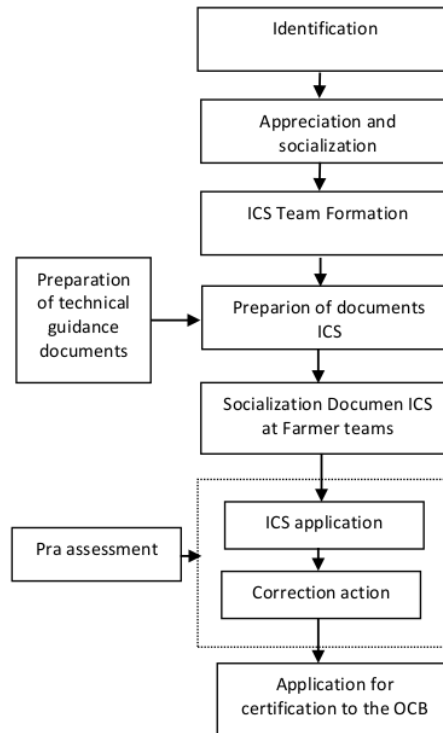 Identification
Appreciation and
socialization
ICS Team Formation
Preparation
of technical
guidance
documents
Preparion of documents
ICS
Socialization Documen ICS
at Farmer teams
ICS application
Pra assessment
Correction action
Application for
certification to the OCB